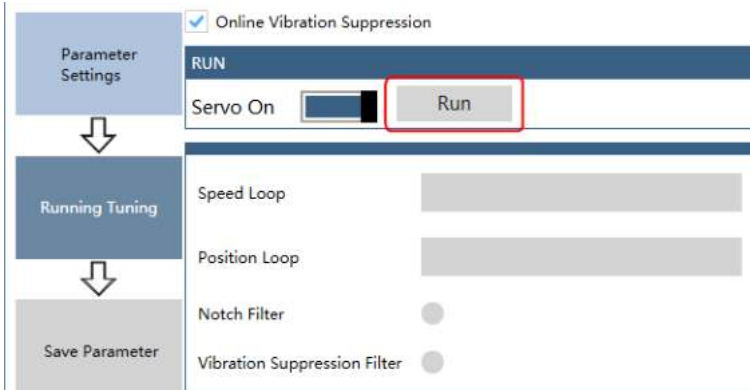 Parameter
Settings
Running Tuning
Save Parameter
Online Vibration Suppression
RUN
Servo On
Run
Speed Loop
Position Loop
Notch Filter
Vibration Suppression Filter